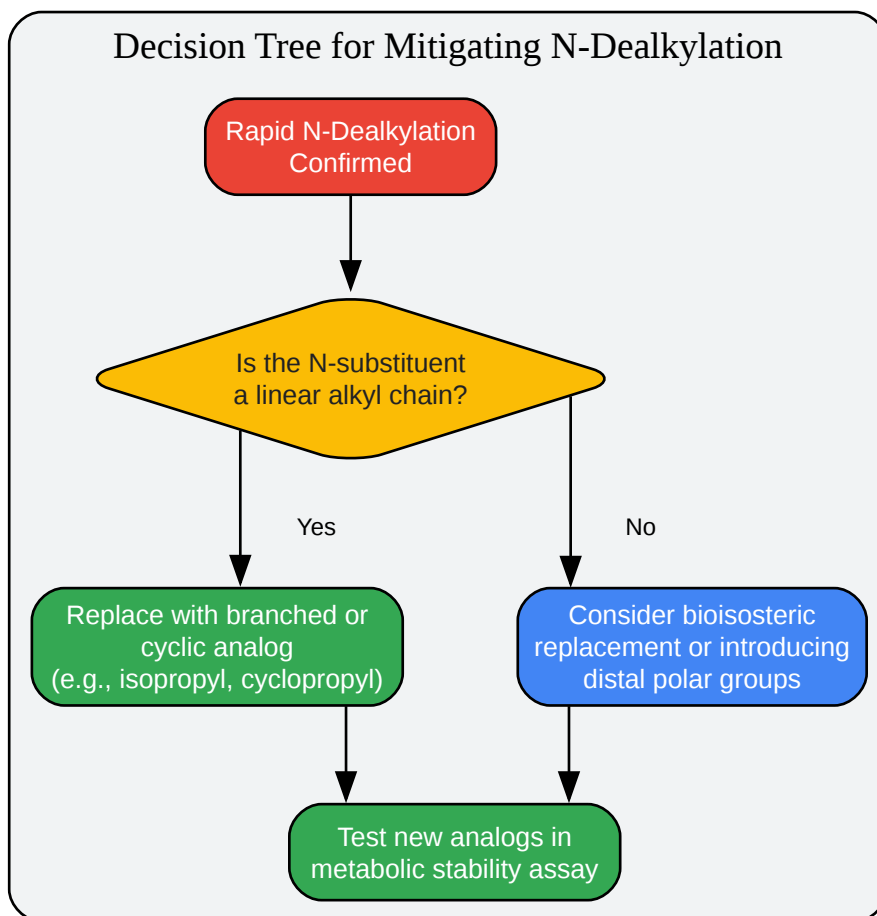 Decision Tree for Mitigating N-Dealkylation
Rapid N-Dealkylation
Confirmed
Is the N-substituent
a linear alkyl chain?
Yes
No
Replace with branched or
cyclic analog
(e.g., isopropyl, cyclopropyl)
Consider bioisosteric
replacement or introducing
distal polar groups
Test new analogs in
metabolic stability assay